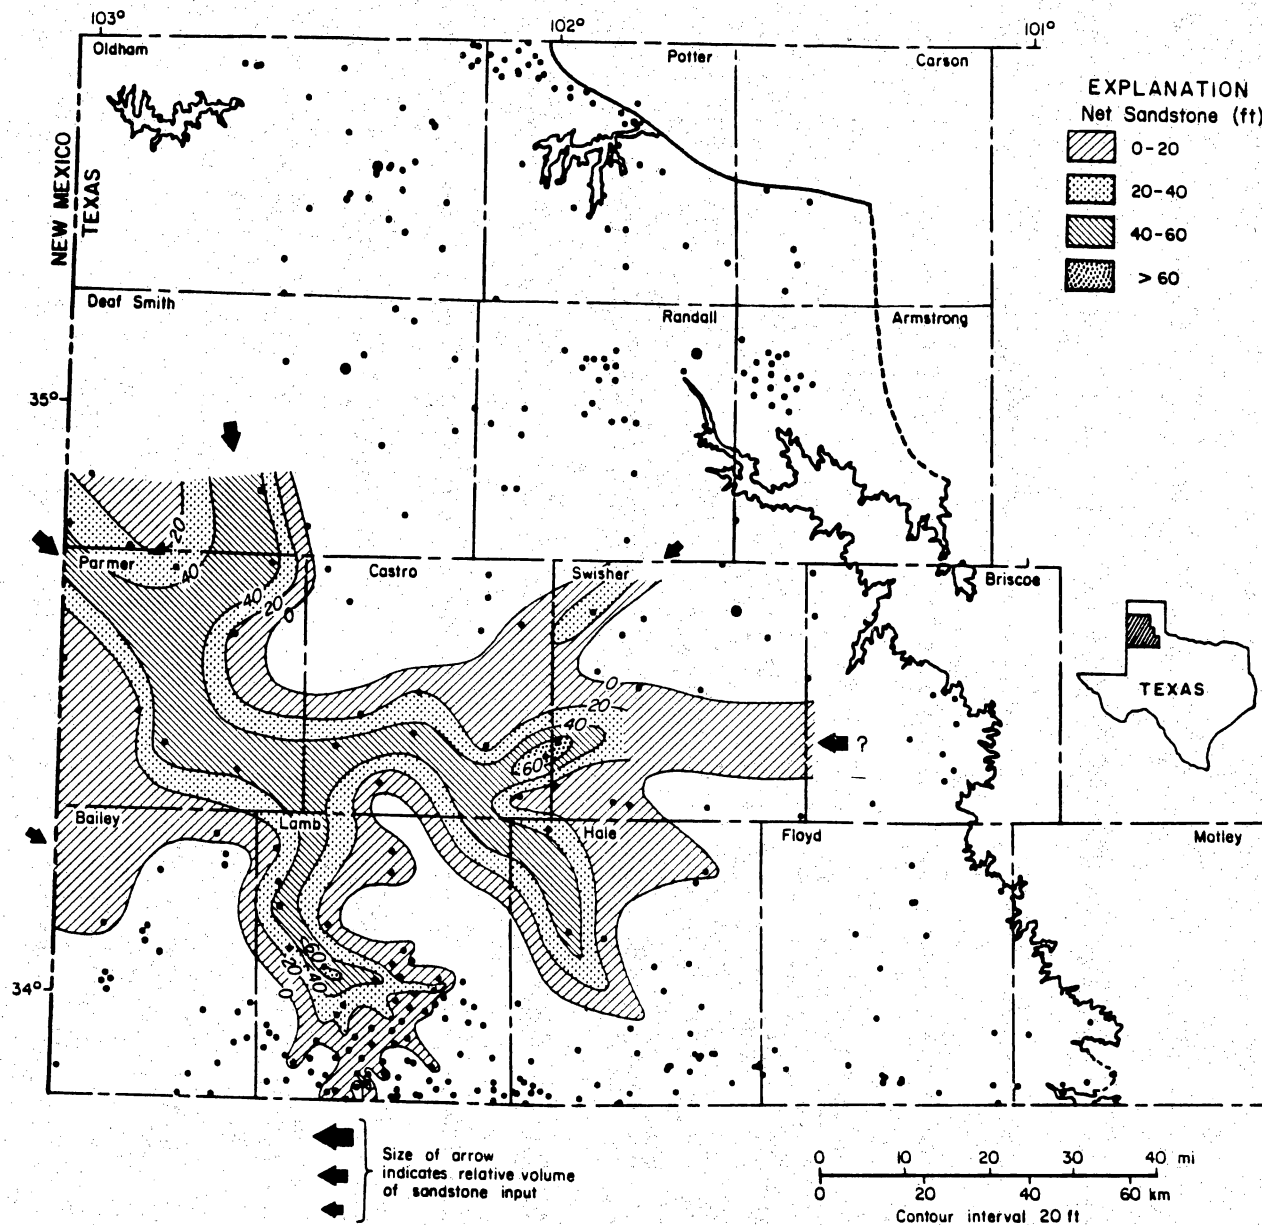 103°
102°
101°
Oldham
Potter
Carson
EXPLANATION
Net Sandstone (ft)
0-20
20-40
40-60
>60
NEW MEXICO
TEXAS
Deaf Smith
Randall
Armstrong
35°
20
40
Parmer
Castro
Swisher
Briscoe
40
20
0
0
20
40
60
?
TEXAS
Bailey
Lamb
Hale
Floyd
Motley
60
40
20
0
34°
Size of arrow
indicates relative volume
of sandstone input
0 10 20 30 40 mi
0 20 40 60 km
Contour interval 20 ft